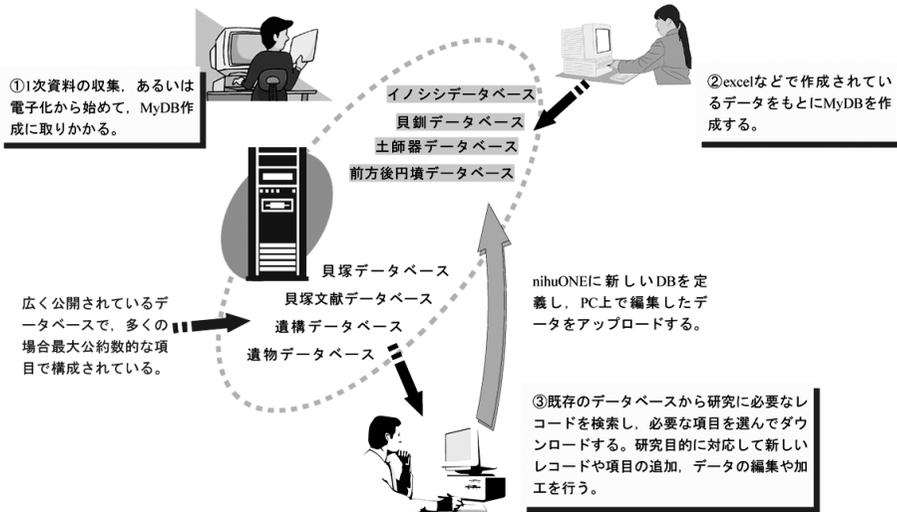 ①1次資料の収集，あるいは
電子化から始めて，MyDB作
成に取りかかる。
②excelなどで作成されてい
るデータをもとにMyDBを作
成する。
イノシシデータベース
貝釧データベース
土師器データベース
前方後円墳データベース
貝塚データベース
貝塚文献データベース
遺構データベース
遺物データベース
広く公開されているデ
ータベースで，多くの
場合最大公約数的な項
目で構成されている。
nihuONEに新しいDBを定
義し，PC上で編集したデ
ータをアップロードする。
③既存のデータベースから研究に必要なレ
コードを検索し，必要な項目を選んでダウ
ンロードする。研究目的に対応して新しい
レコードや項目の追加，データの編集や加
工を行う。